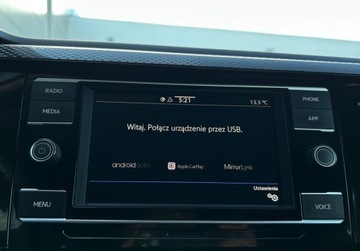 RADIO
MEDIA
MENU
5:21
13.5 °C
Witaj. Połącz urządzenie przez USB.
androidauto
Apple CarPlay
MirrorLink
Ustawienia
PHONE
APP
VOICE